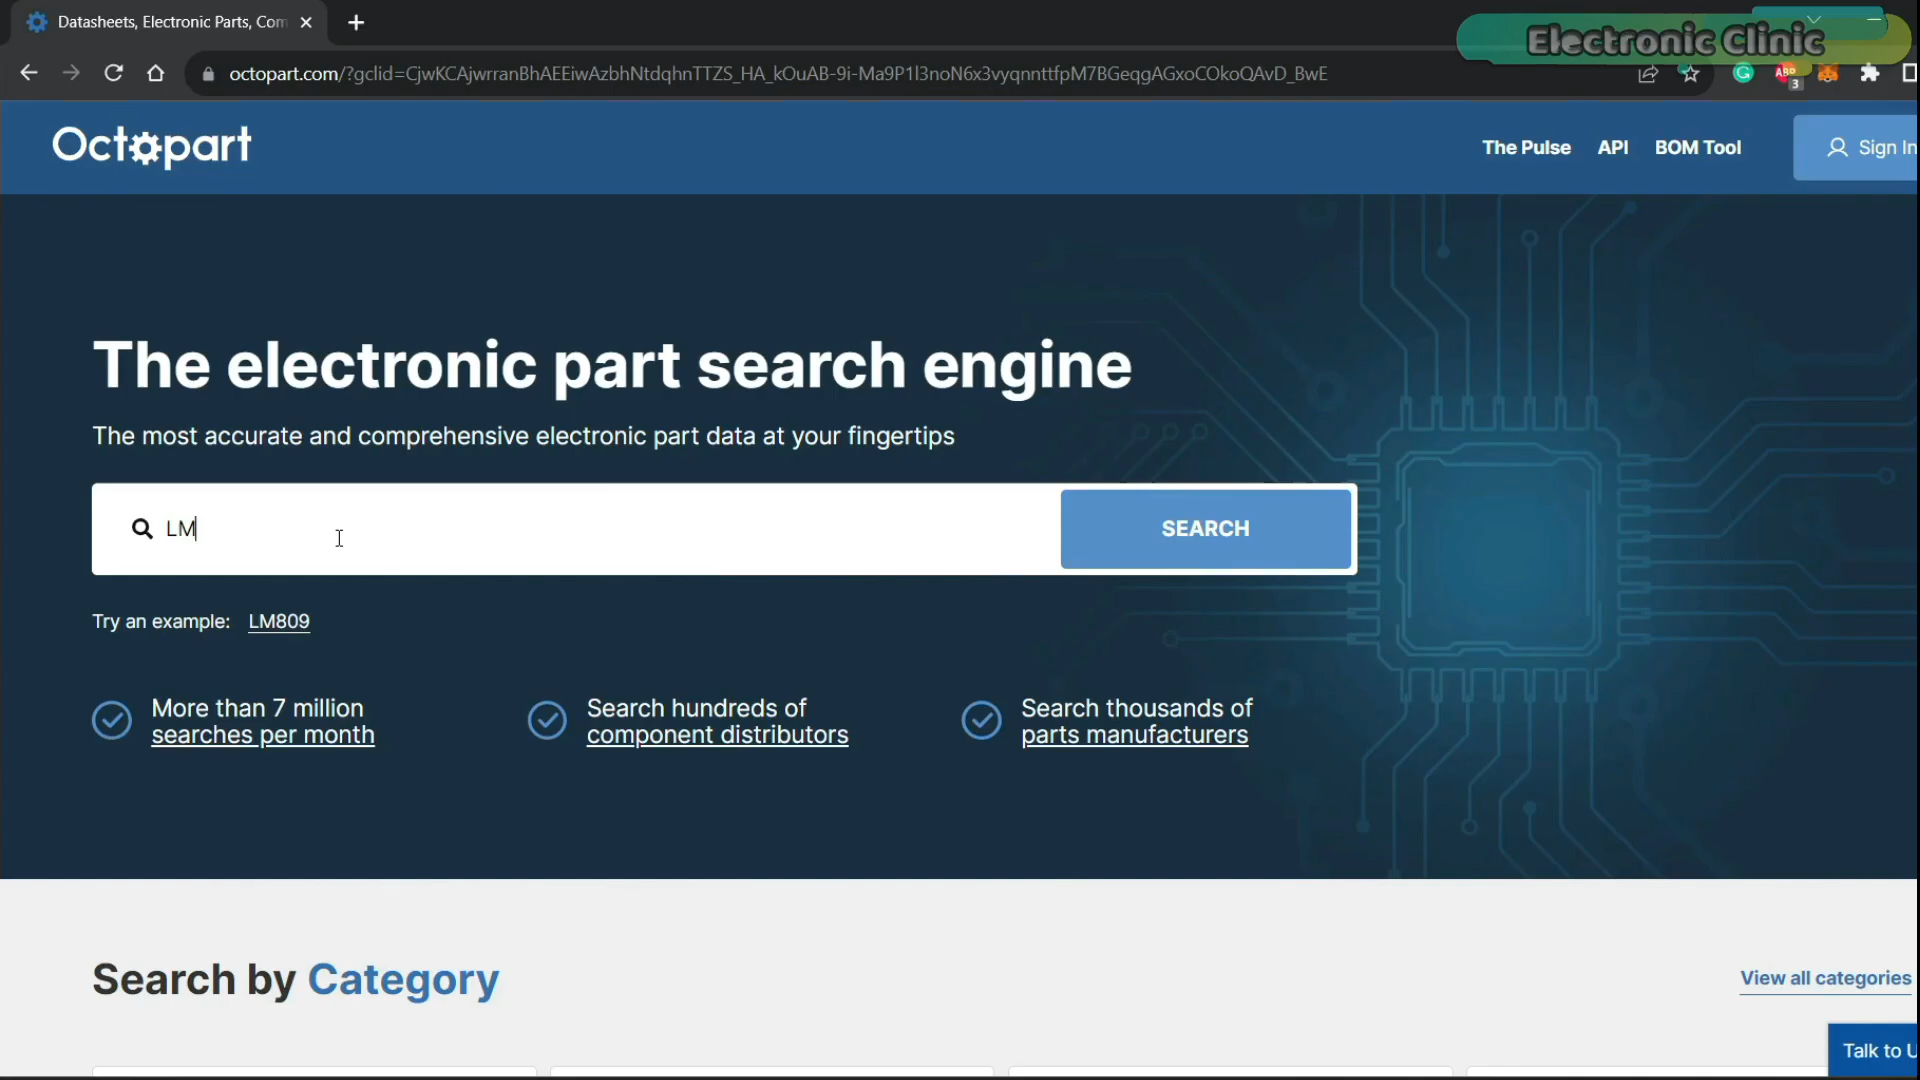 Datasheets, Electronic Parts, Com
Electronic Clinic
octopart.com/?gclid=CjwKCAjwrranBhAEEiwAzbhNtdqhnTTZS_HA_kOuAB-9i-Ma9P1l3noN6x3vyqnnttfpM7BGeqgAGxoCOkoQAvD_BwE
ABP
3
Octopart
The Pulse API BOM Tool Sign In
The electronic part search engine
The most accurate and comprehensive electronic part data at your fingertips
LM SEARCH
Try an example: LM809
More than 7 million
searches per month
Search hundreds of
component distributors
Search thousands of
parts manufacturers
Search by Category
View all categories
Talk to U